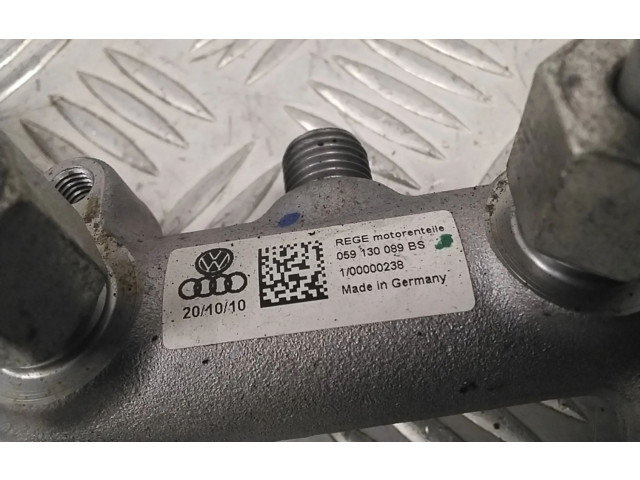 REGE motorenteile
059 130 089 BS
1/00000238
Made in Germany
20/10/10